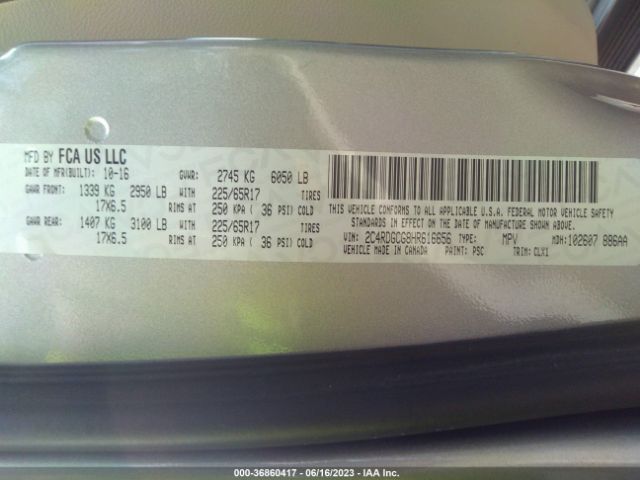 MFD BY FCA US LLC
DATE OF MFR(BUILT): 10-16 GVWR: 2745 KG 6050 LB
GAWR FRONT: 1339 KG 2950 LB WITH 225/65R17 TIRES
17X6.5 RIMS AT 250 KPA ( 36 PSI) COLD
GAWR REAR: 1407 KG 3100 LB WITH 225/65R17 TIRES
17X6.5 RIMS AT 250 KPA ( 36 PSI) COLD
THIS VEHICLE CONFORMS TO ALL APPLICABLE U.S.A. FEDERAL MOTOR VEHICLE SAFETY
STANDARDS IN EFFECT ON THE DATE OF MANUFACTURE SHOWN ABOVE.
VIN: 2C4RDGCG8HR616656 TYPE: MPV MDH: 102607 886AA
VEHICLE MADE IN CANADA PAINT: PSC TRIM: CLX1
000-36860417 - 06/16/2023 - IAA Inc.